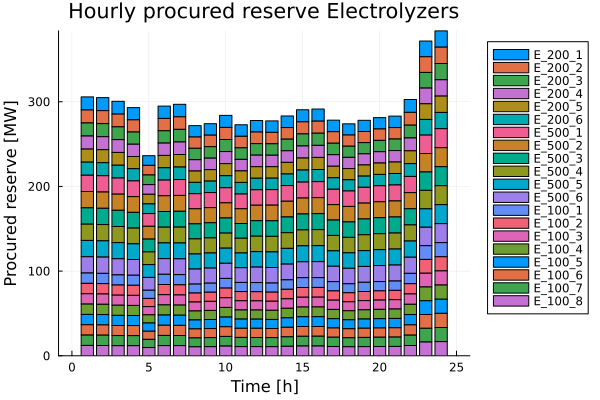 Hourly procured reserve Electrolyzers
Procured reserve [MW]
300
200
100
0
0 5 10 15 20 25
Time [h]
E_200_1
E_200_2
E_200_3
E_200_4
E_200_5
E_200_6
E_500_1
E_500_2
E_500_3
E_500_4
E_500_5
E_500_6
E_100_1
E_100_2
E_100_3
E_100_4
E_100_5
E_100_6
E_100_7
E_100_8